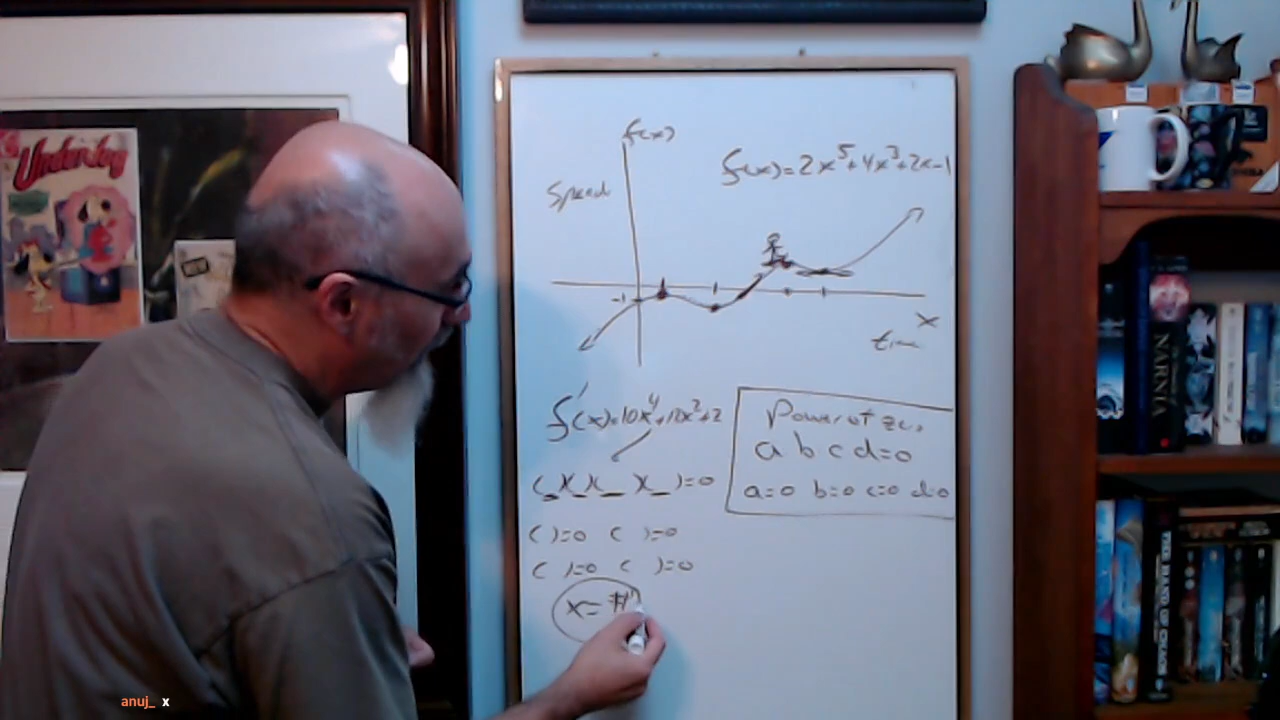 Underdog
f(x)
f(x)=2x⁵+4x³+2x-1
Speed
-1
x
time
f'(x)=10x⁴+12x²+2
Power of zero
a b c d=0
a=0 b=0 c=0 d=0
(_)(_)(_)(_)=0
( )=0 ( )=0
( )=0 ( )=0
x=#'
NARNIA
anuj_ x